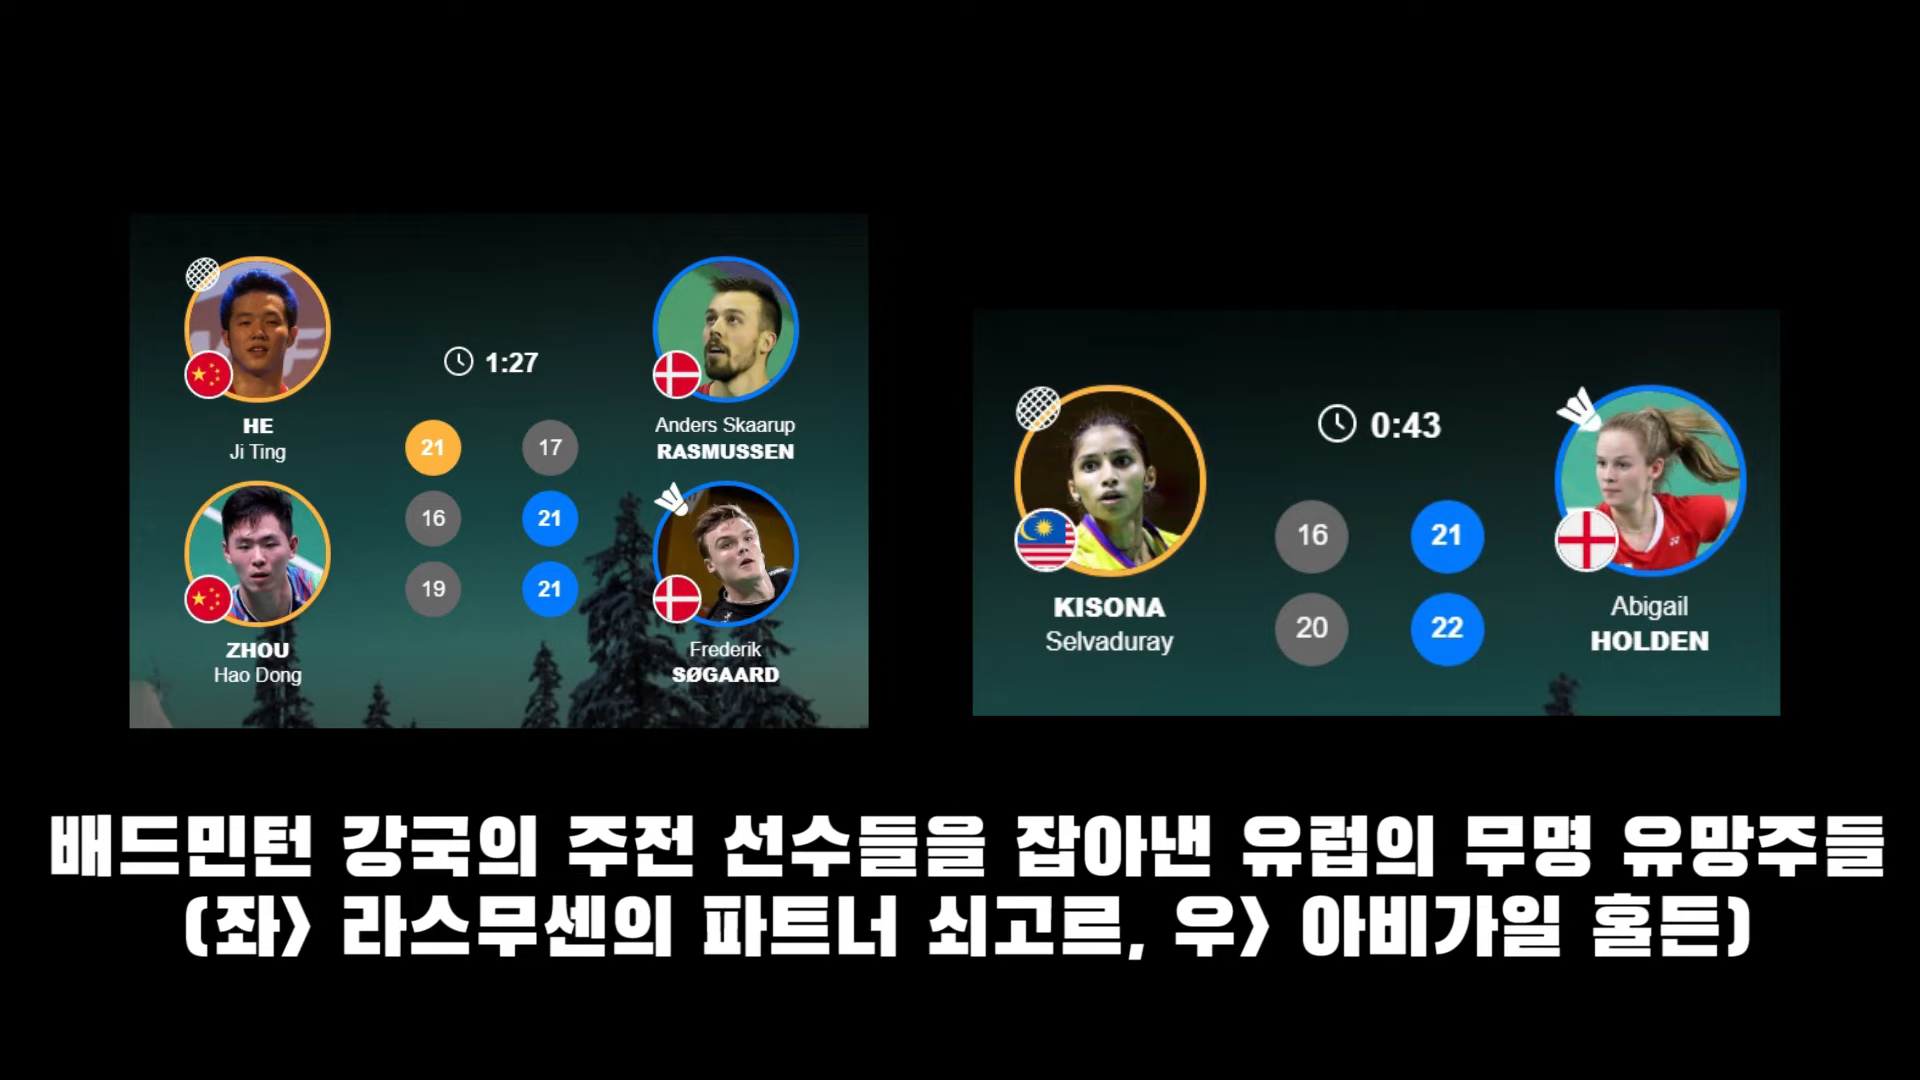 1:27
HE
Ji Ting
Anders Skaarup
RASMUSSEN
21 17
16 21
19 21
ZHOU
Hao Dong
Frederik
SØGAARD
0:43
16 21
20 22
KISONA
Selvaduray
Abigail
HOLDEN
배드민턴 강국의 주전 선수들을 잡아낸 유럽의 무명 유망주들
(좌> 라스무센의 파트너 쇠고르, 우> 아비가일 홀든)